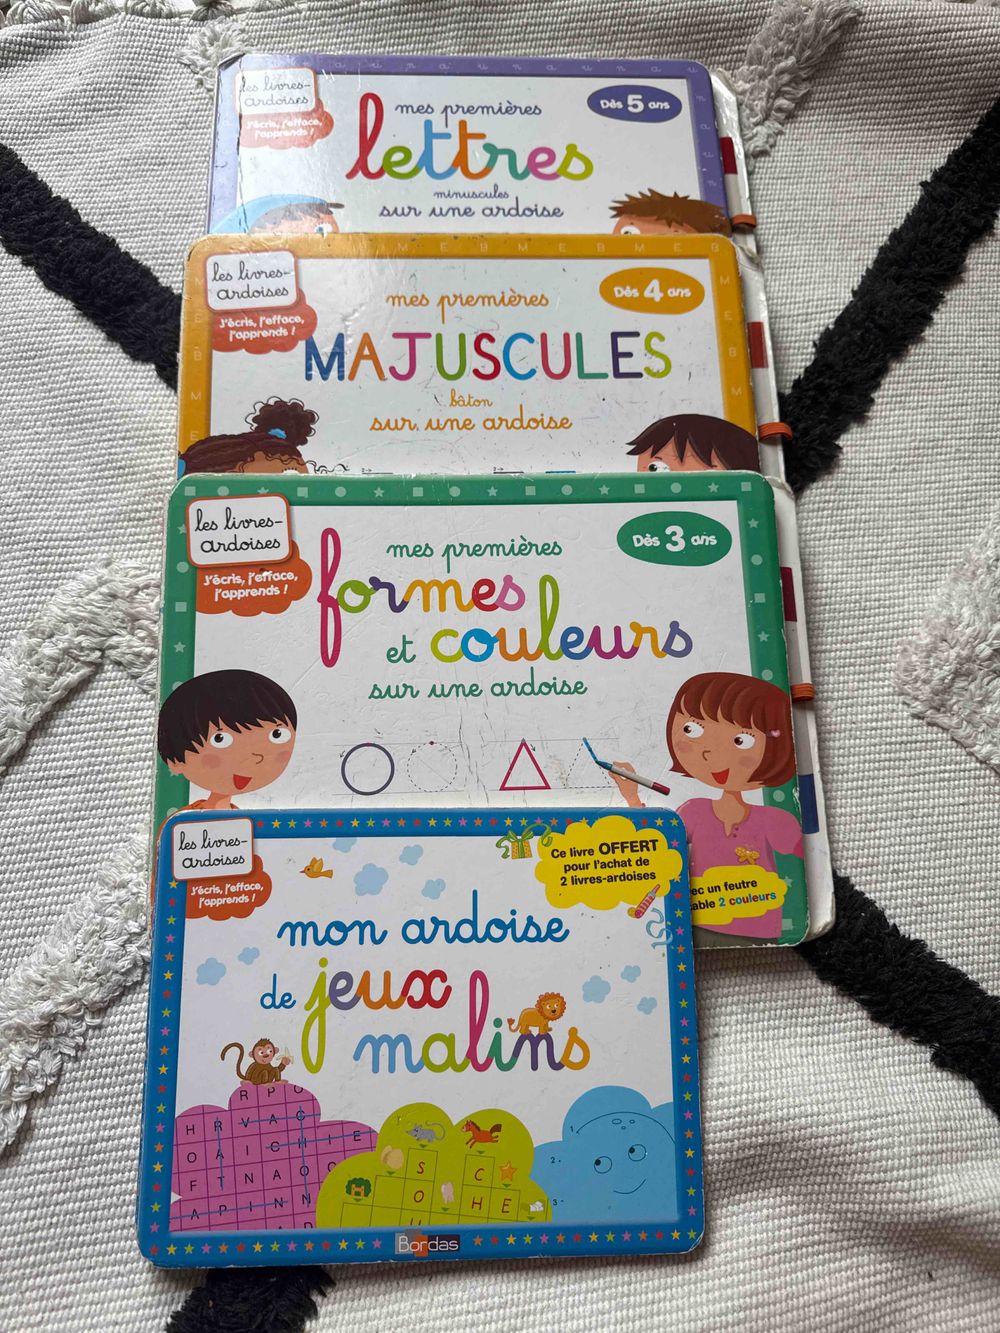 les livres-
ardoises
J'écris, j'efface,
j'apprends !
mes premières
lettres
minuscules
sur une ardoise
Dès 5 ans
les livres-
ardoises
J'écris, j'efface,
j'apprends !
mes premières
MAJUSCULES
bâton
sur une ardoise
Dès 4 ans
les livres-
ardoises
J'écris, j'efface,
j'apprends !
mes premières
formes
et couleurs
sur une ardoise
Dès 3 ans
un feutre
2 couleurs
les livres-
ardoises
J'écris, j'efface,
j'apprends !
Ce livre OFFERT
pour l'achat de
2 livres-ardoises
mon ardoise
de jeux
malins
R P O
H R V A C
O A I C H I E
F T N A O C
A P I N N
S C
O H E
U
Bordas